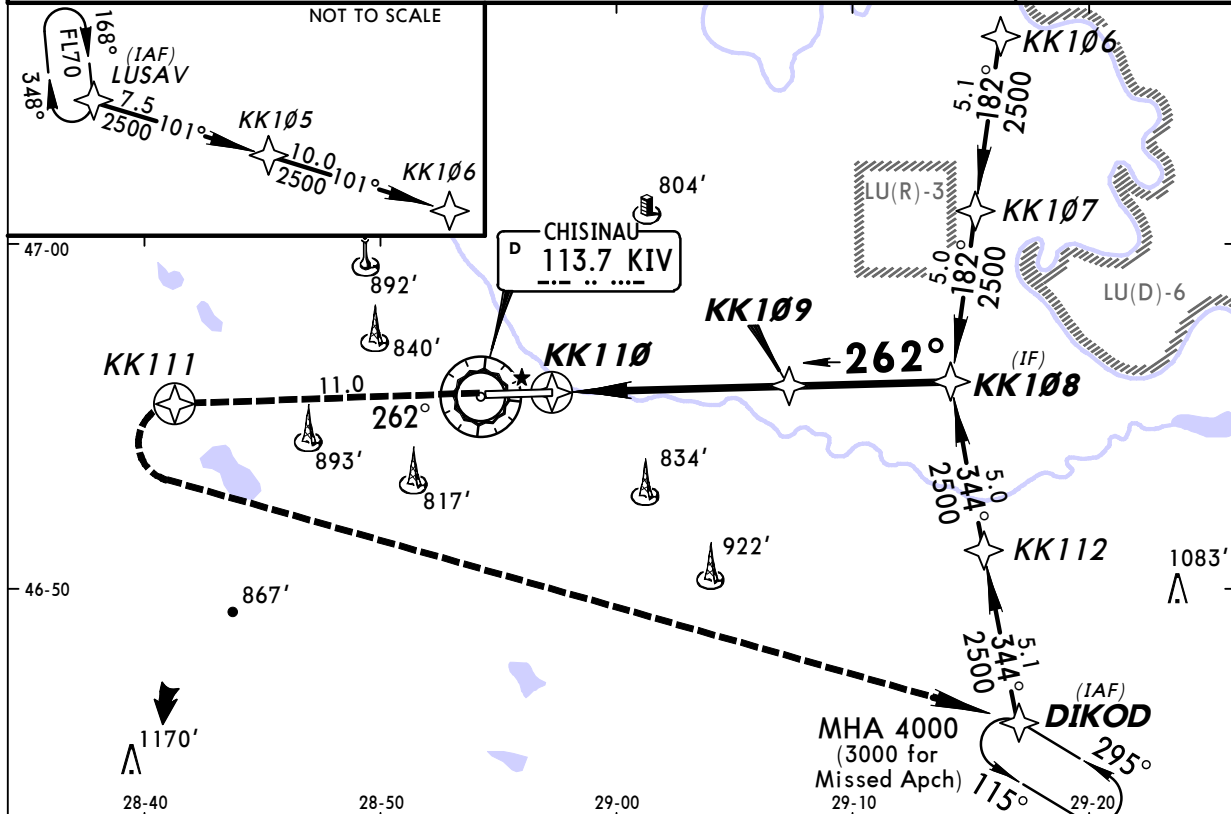 NOT TO SCALE
168°
FL70
348°
(IAF)
LUSAV
7.5
2500
101°
KK1Ø5
10.0
2500
101°
KK1Ø6
KK1Ø6
5.1
182°
2500
LU(R)-3
KK1Ø7
5.0
182°
2500
LU(D)-6
804'
47-00
CHISINAU
D
113.7 KIV
892'
840'
KK1Ø9
262°
(IF)
KK1Ø8
KK11Ø
KK111
11.0
262°
893'
817'
834'
922'
5.0
344°
2500
KK112
1083'
46-50
867'
5.1
344°
2500
(IAF)
DIKOD
MHA 4000
(3000 for
Missed Apch)
295°
115°
1170'
28-40
28-50
29-00
29-10
29-20